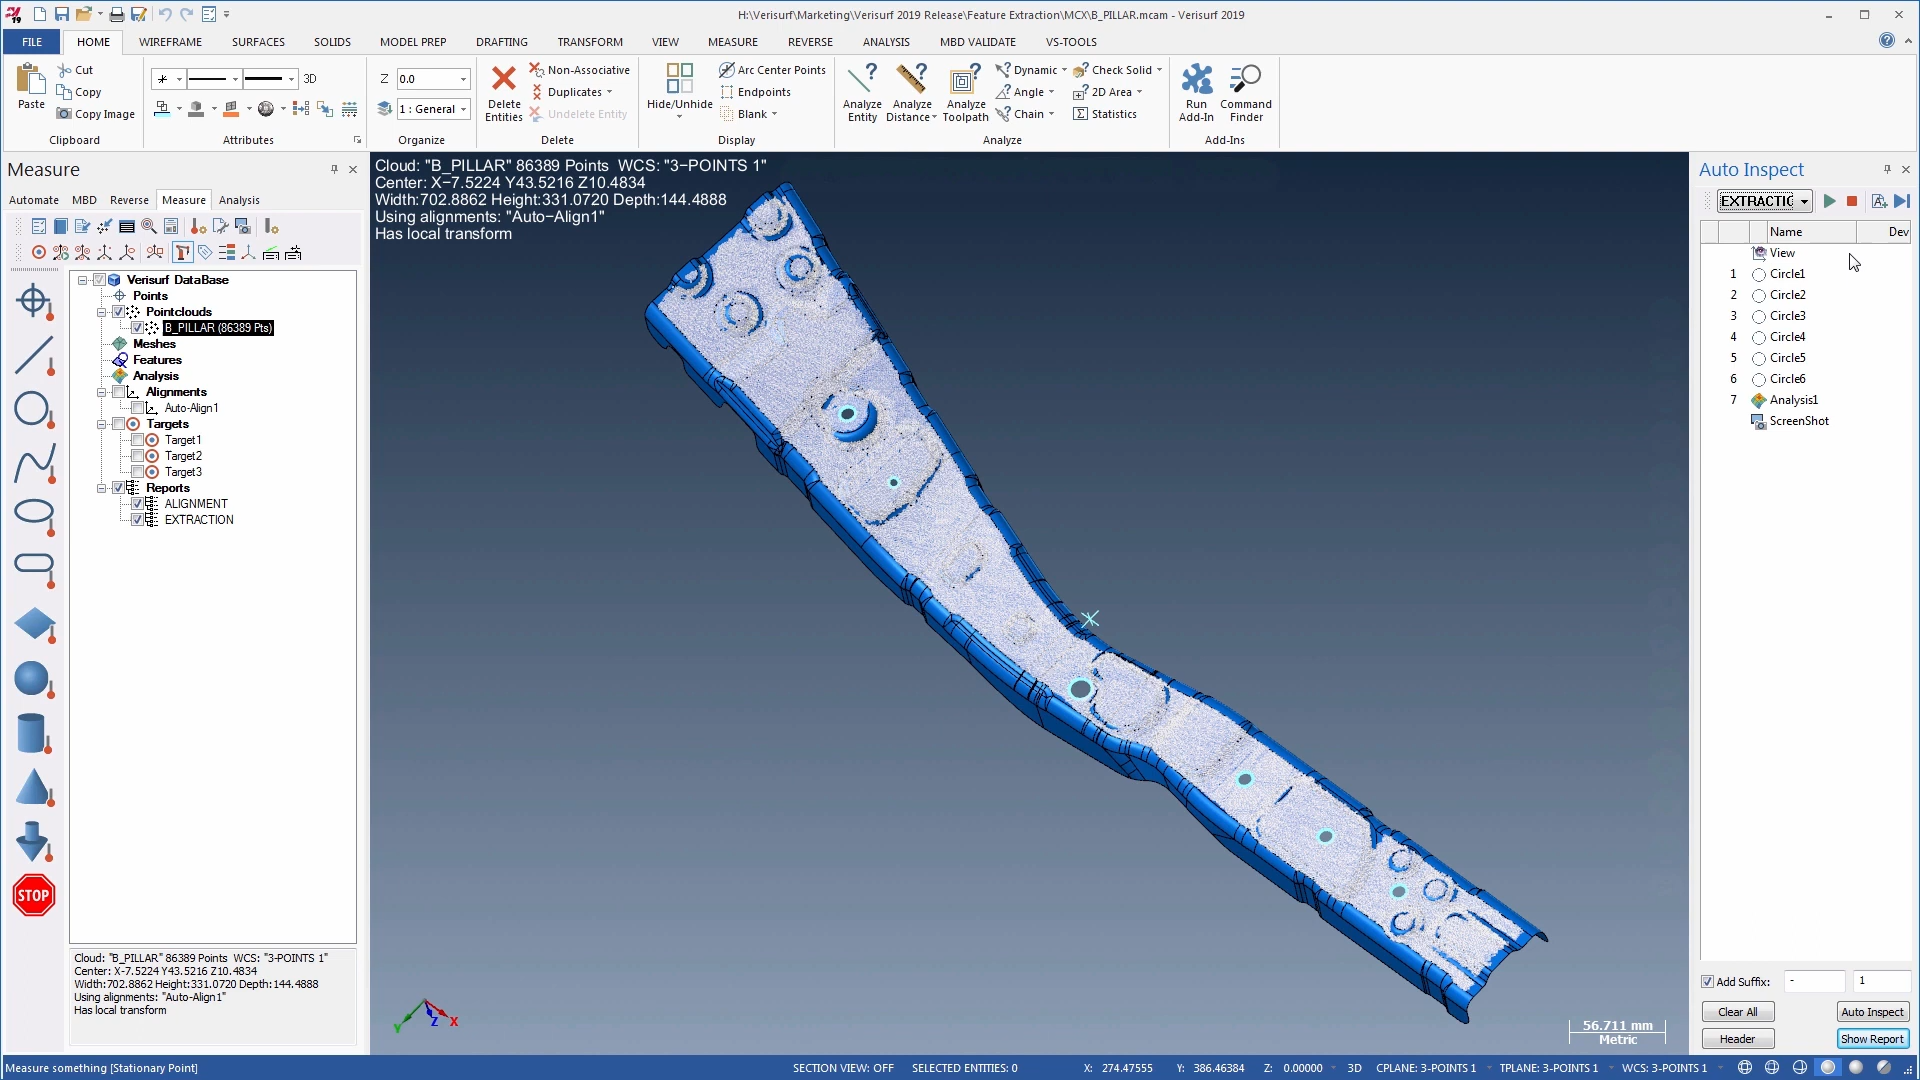 19
H:\Verisurf\Marketing\Verisurf 2019 Release\Feature Extraction\MCX\B_PILLAR.mcam - Verisurf 2019
FILE HOME WIREFRAME SURFACES SOLIDS MODEL PREP DRAFTING TRANSFORM VIEW MEASURE REVERSE ANALYSIS MBD VALIDATE VS-TOOLS
Paste
Cut
Copy
Copy Image
Clipboard
3D
Attributes
Z 0.0
1 : General
Organize
Delete
Entities
Non-Associative
Duplicates
Undelete Entity
Delete
Hide/Unhide
Arc Center Points
Endpoints
Blank
Display
Analyze
Entity
Analyze
Distance
Analyze
Toolpath
Dynamic
Angle
Chain
Check Solid
2D Area
Statistics
Analyze
Run
Add-In
Command
Finder
Add-Ins
Measure
Automate MBD Reverse Measure Analysis
Verisurf DataBase
Points
Pointclouds
B_PILLAR (86389 Pts)
Meshes
Features
Analysis
Alignments
Auto-Align1
Targets
Target1
Target2
Target3
Reports
ALIGNMENT
EXTRACTION
STOP
Cloud: "B_PILLAR" 86389 Points WCS: "3-POINTS 1"
Center: X-7.5224 Y43.5216 Z10.4834
Width:702.8862 Height:331.0720 Depth:144.4888
Using alignments: "Auto-Align1"
Has local transform
Cloud: "B_PILLAR" 86389 Points WCS: "3-POINTS 1"
Center: X-7.5224 Y43.5216 Z10.4834
Width:702.8862 Height:331.0720 Depth:144.4888
Using alignments: "Auto-Align1"
Has local transform
Y Z X
56.711 mm
Metric
Auto Inspect
EXTRACTIC
Name Dev
View
1 Circle1
2 Circle2
3 Circle3
4 Circle4
5 Circle5
6 Circle6
7 Analysis1
ScreenShot
Add Suffix: - 1
Clear All Auto Inspect
Header Show Report
Measure something [Stationary Point]
SECTION VIEW: OFF SELECTED ENTITIES: 0 X: 274.47555 Y: 386.46384 Z: 0.00000 3D CPLANE: 3-POINTS 1 TPLANE: 3-POINTS 1 WCS: 3-POINTS 1